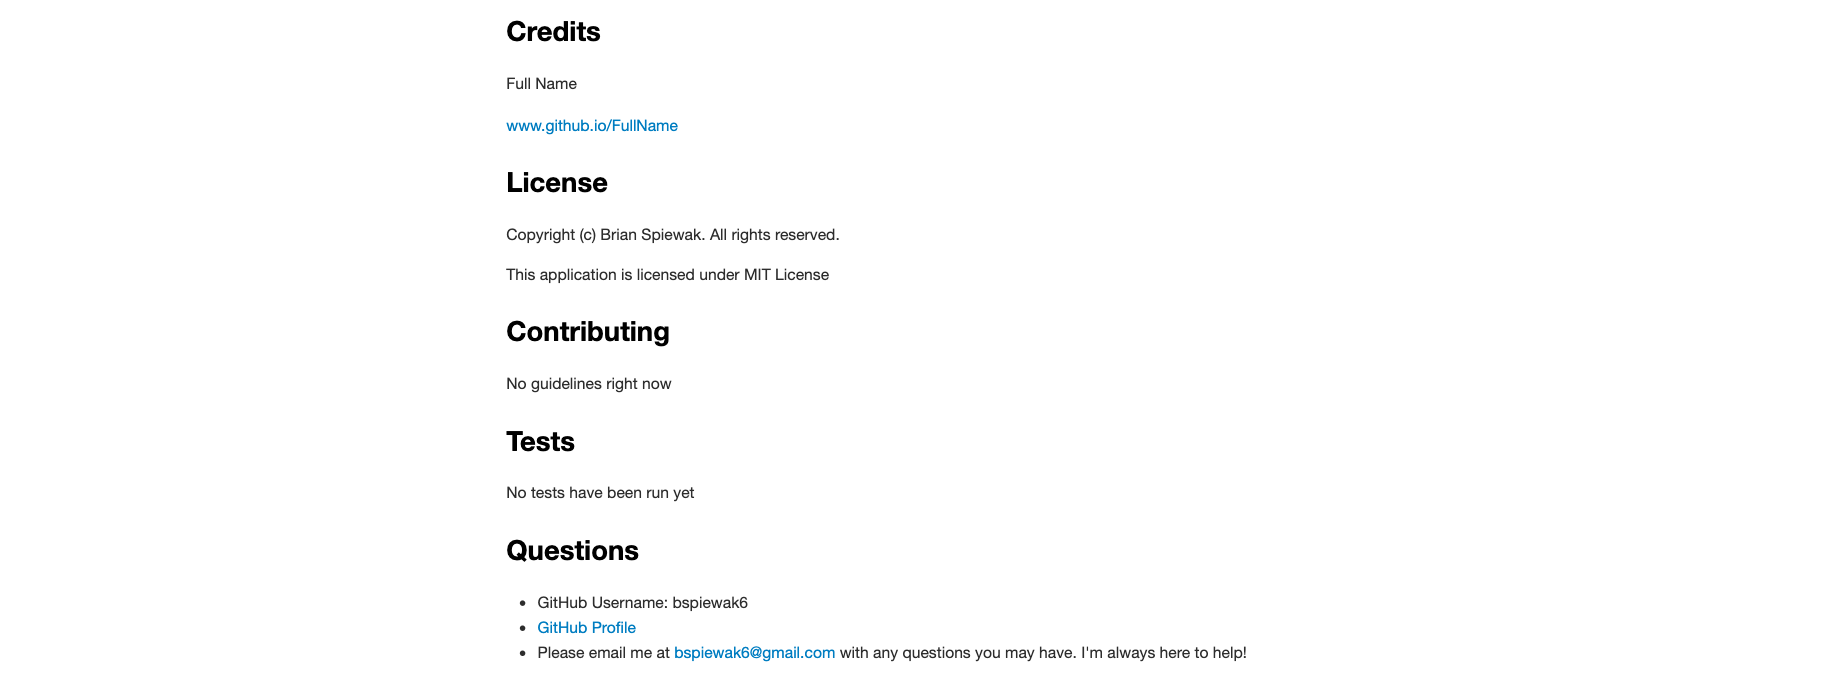 Credits
Full Name
www.github.io/FullName
License
Copyright (c) Brian Spiewak. All rights reserved.
This application is licensed under MIT License
Contributing
No guidelines right now
Tests
No tests have been run yet
Questions
• GitHub Username: bspiewak6
• GitHub Profile
• Please email me at bspiewak6@gmail.com with any questions you may have. I'm always here to help!